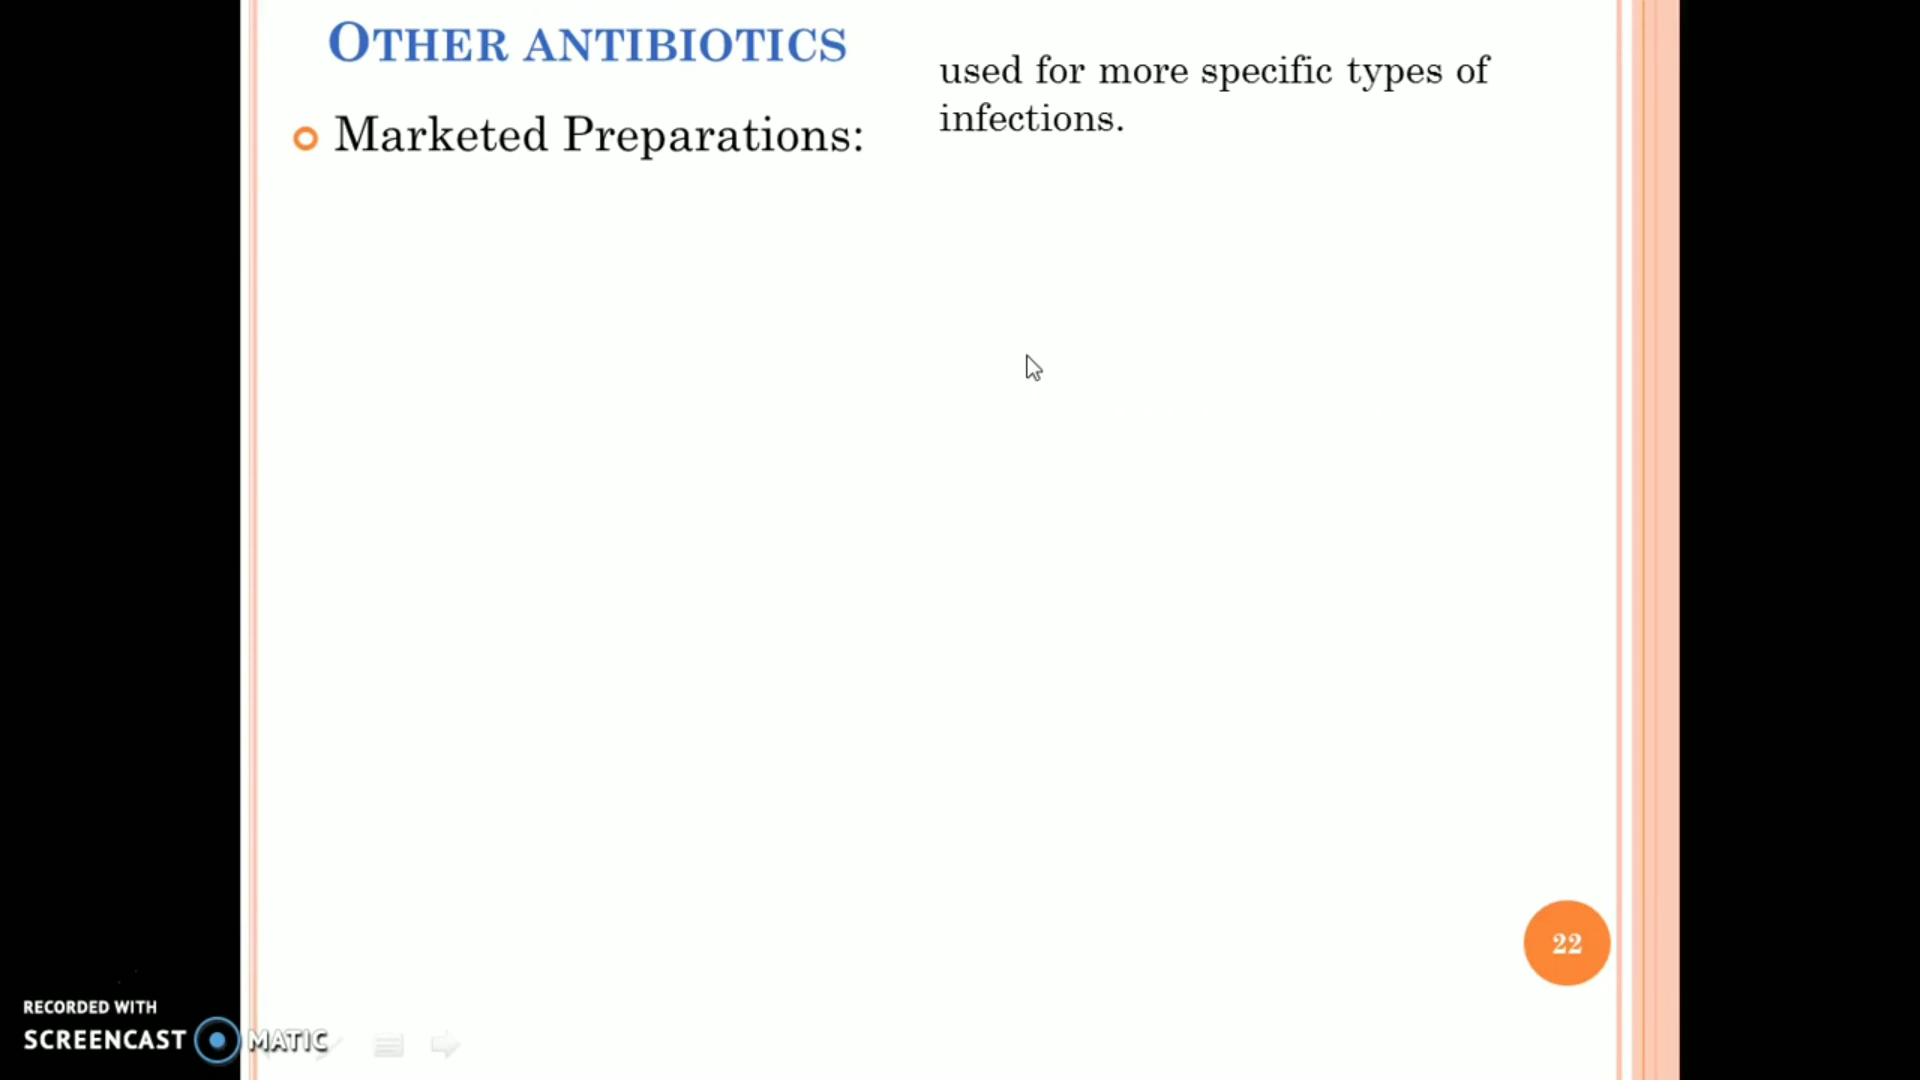 OTHER ANTIBIOTICS
Marketed Preparations:
used for more specific types of
infections.
22
RECORDED WITH
SCREENCAST MATIC